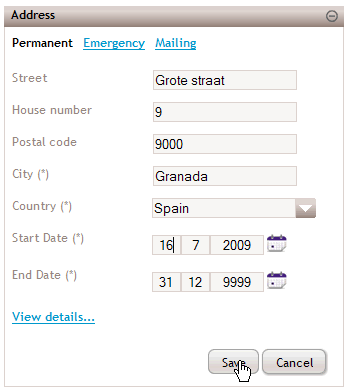 Address
Permanent Emergency Mailing
Street Grote straat
House number 9
Postal code 9000
City (*) Granada
Country (*) Spain
Start Date (*) 16 7 2009
End Date (*) 31 12 9999
View details...
Save Cancel